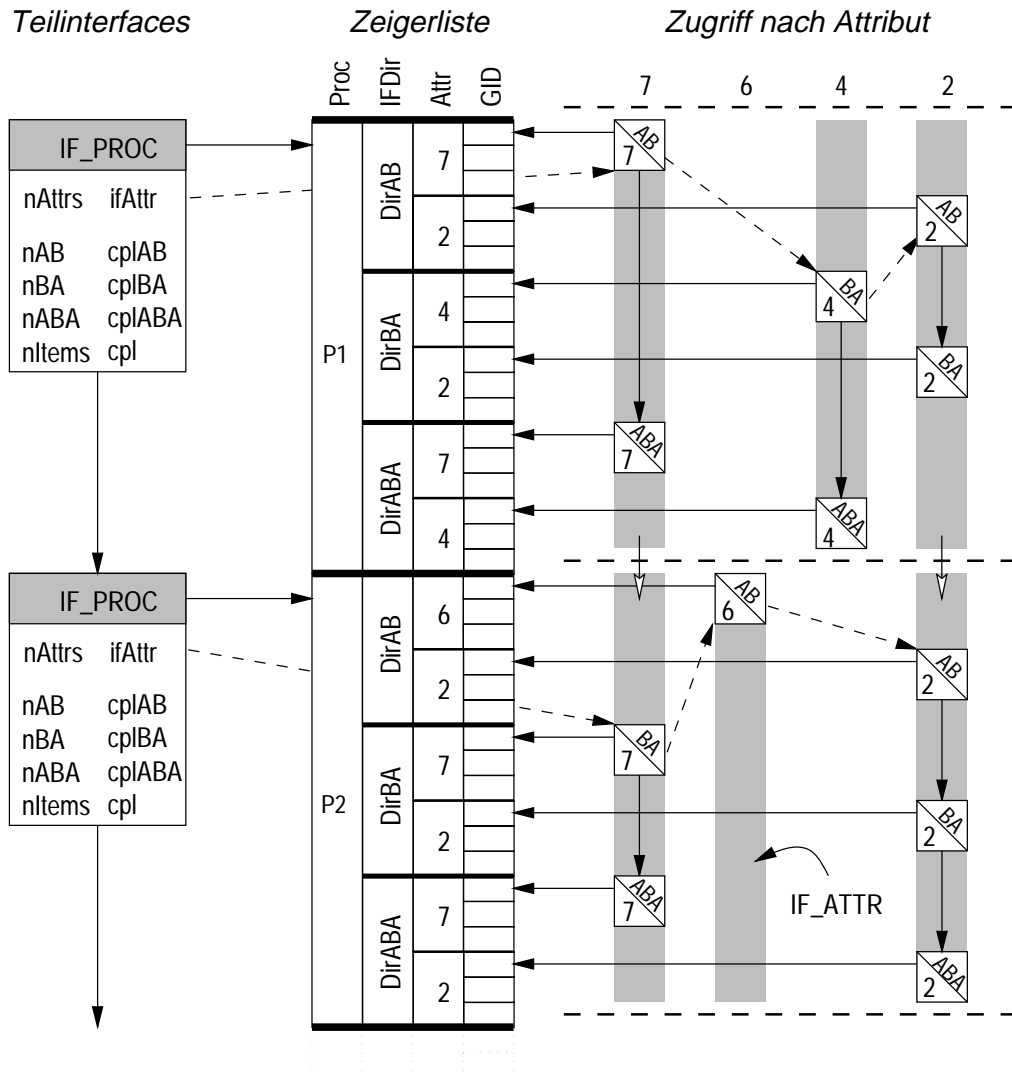 Teilinterfaces
Zeigerliste
Zugriff nach Attribut
Proc
IFDir
Attr
GID
7 6 4 2
IF_PROC
nAttrs ifAttr
nAB cplAB
nBA cplBA
nABA cplABA
nItems cpl
P1
DirAB
7
2
DirBA
4
2
DirABA
7
4
AB
7
AB
2
BA
4
BA
2
ABA
7
ABA
4
IF_PROC
nAttrs ifAttr
nAB cplAB
nBA cplBA
nABA cplABA
nItems cpl
P2
DirAB
6
2
DirBA
7
2
DirABA
7
2
AB
6
AB
2
BA
7
BA
2
ABA
7
IF_ATTR
ABA
2